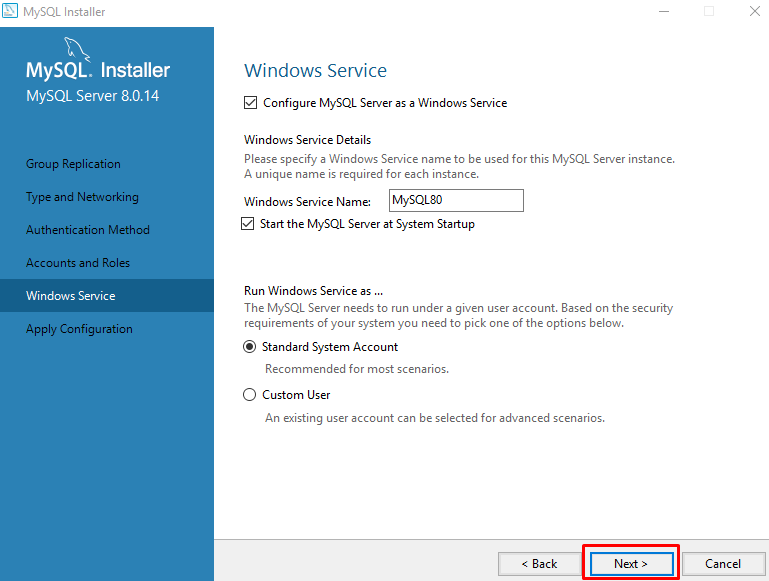 MySQL Installer
MySQL. Installer
MySQL Server 8.0.14
Group Replication
Type and Networking
Authentication Method
Accounts and Roles
Windows Service
Apply Configuration
Windows Service
Configure MySQL Server as a Windows Service
Windows Service Details
Please specify a Windows Service name to be used for this MySQL Server instance.
A unique name is required for each instance.
Windows Service Name: MySQL80
Start the MySQL Server at System Startup
Run Windows Service as ...
The MySQL Server needs to run under a given user account. Based on the security
requirements of your system you need to pick one of the options below.
Standard System Account
Recommended for most scenarios.
Custom User
An existing user account can be selected for advanced scenarios.
< Back Next > Cancel